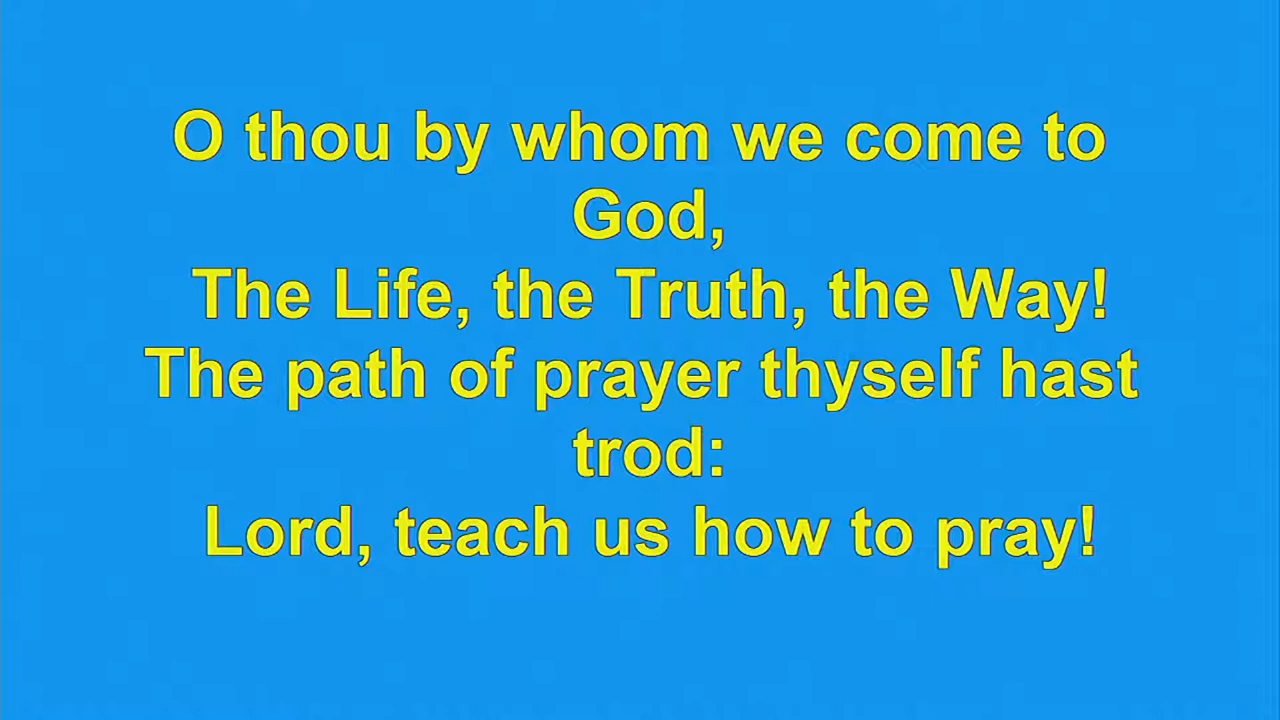 O thou by whom we come to
God,
The Life, the Truth, the Way!
The path of prayer thyself hast
trod:
Lord, teach us how to pray!